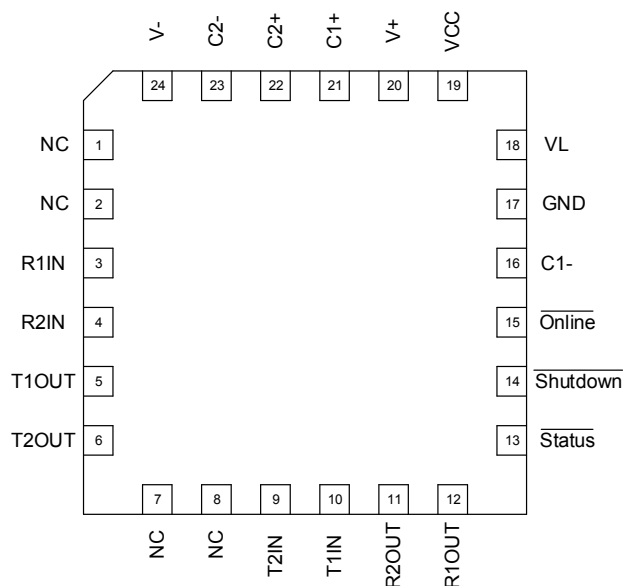 V-
C2-
C2+
C1+
V+
VCC
24
23
22
21
20
19
NC
1
18
VL
NC
2
17
GND
R1IN
3
16
C1-
R2IN
4
15
Online
T1OUT
5
14
Shutdown
T2OUT
6
13
Status
7
8
9
10
11
12
NC
NC
T2IN
T1IN
R2OUT
R1OUT